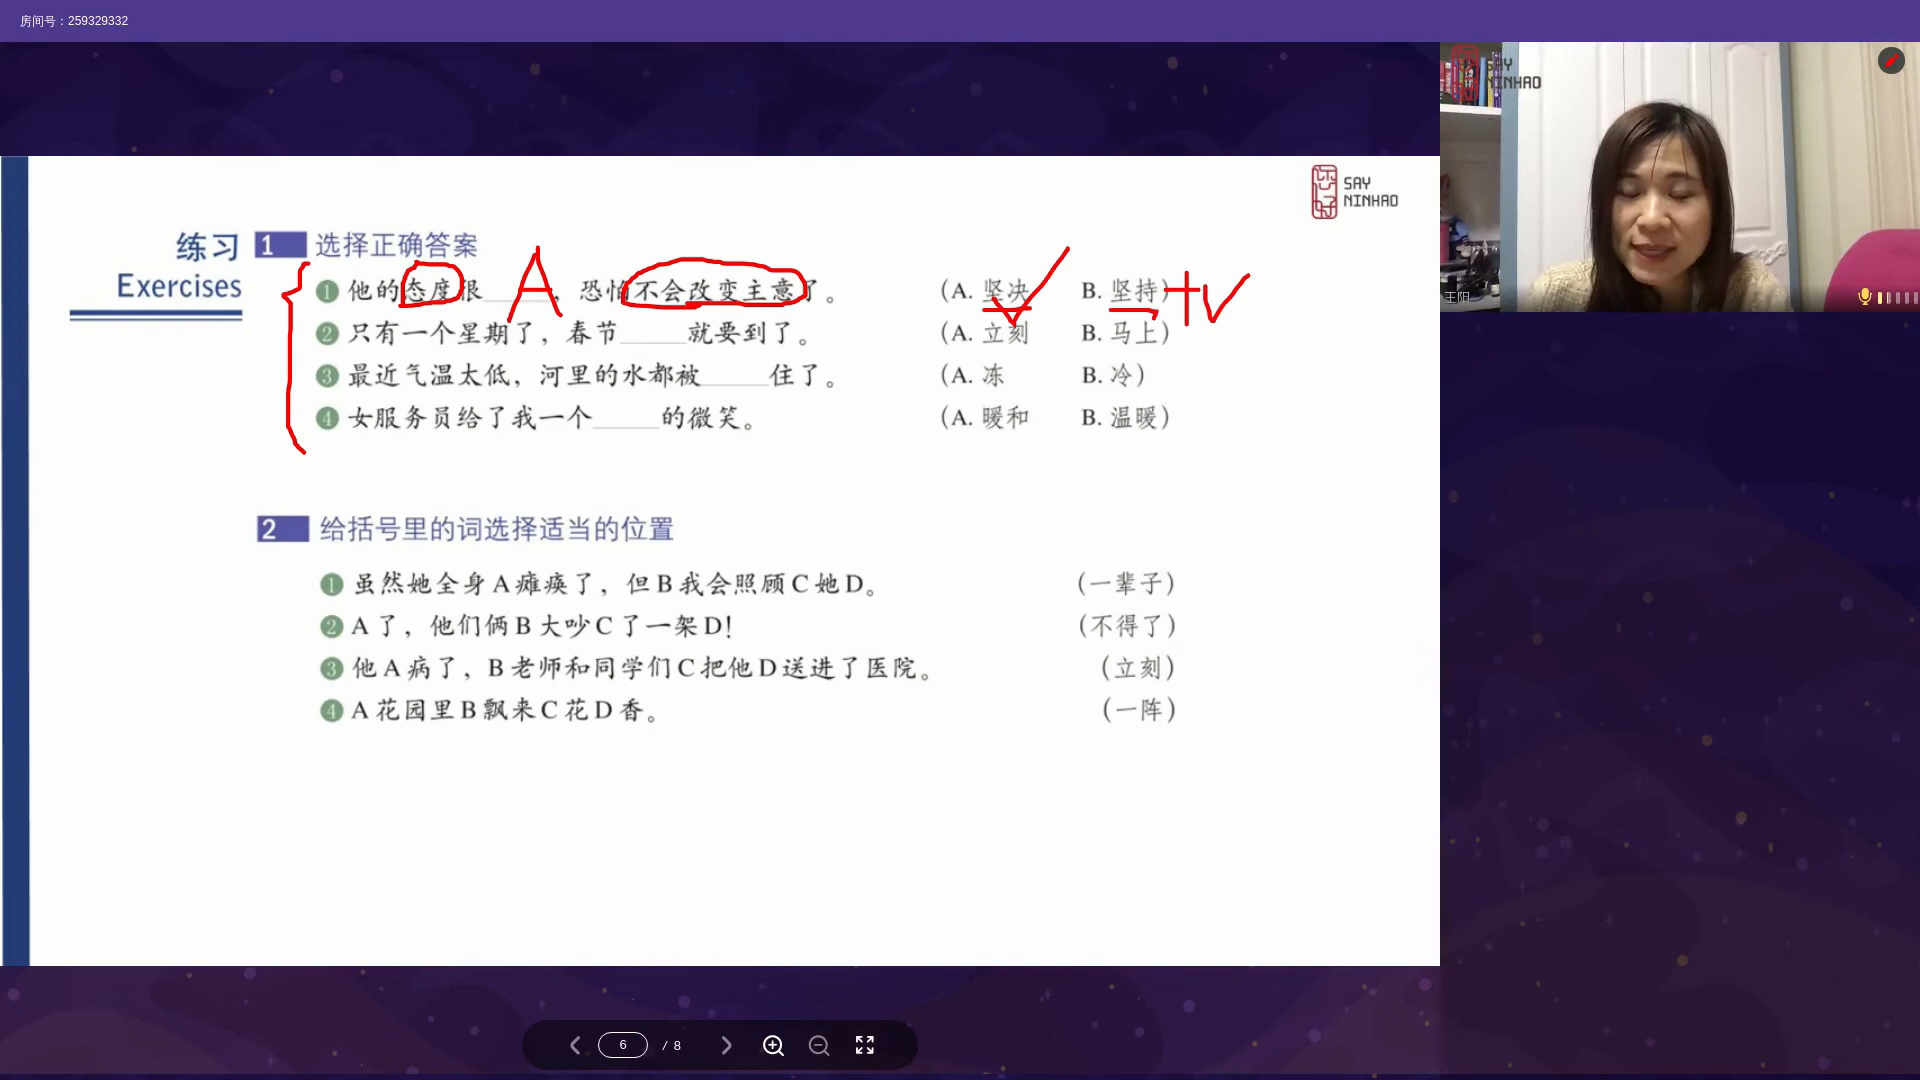 房间号：259329332
SAY
NINHAO
SAY
NINHAO
王阳
练习 1 选择正确答案
Exercises
1 他的态度很______，恐怕不会改变主意了。 （A. 坚决 B. 坚持）+V
A
2 只有一个星期了，春节______就要到了。 （A. 立刻 B. 马上）
3 最近气温太低，河里的水都被______住了。 （A. 冻 B. 冷）
4 女服务员给了我一个______的微笑。 （A. 暖和 B. 温暖）
2 给括号里的词选择适当的位置
1 虽然她全身A瘫痪了，但B我会照顾C她D。 （一辈子）
2 A了，他们俩B大吵C了一架D！ （不得了）
3 他A病了，B老师和同学们C把他D送进了医院。 （立刻）
4 A花园里B飘来C花D香。 （一阵）
6 / 8